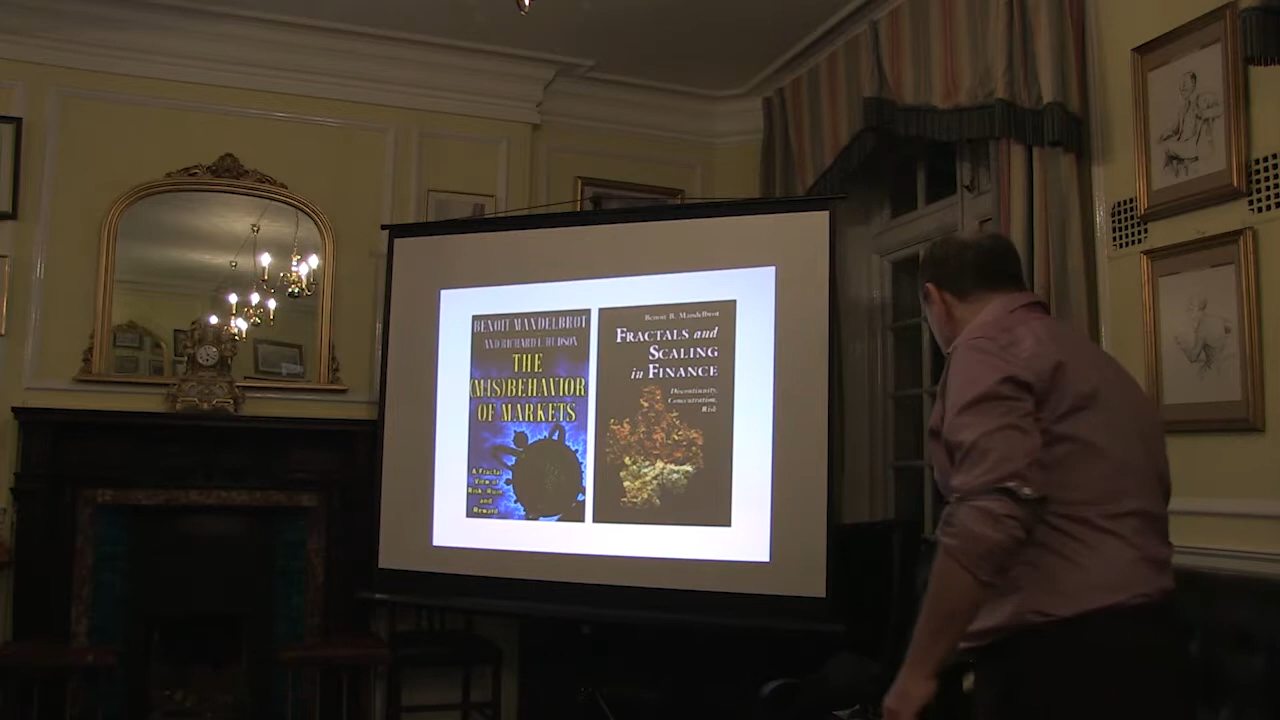 BENOIT MANDELBROT
AND RICHARD L. HUDSON
THE
(MIS)BEHAVIOR
OF MARKETS
A Fractal
View of
Risk, Ruin
and
Reward
Benoit B. Mandelbrot
FRACTALS and
SCALING
in FINANCE
Discontinuity,
Concentration,
Risk